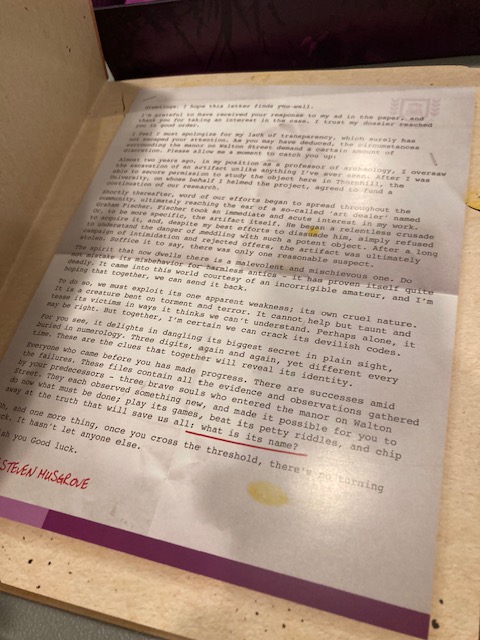 Greetings. I hope this letter finds you well.
I'm grateful to have received your response to my ad in the paper, and
thank you for taking an interest in the case. I trust my dossier reached
you in good order.
I feel I must apologise for my lack of transparency, which surely has
not escaped your attention. As you may have deduced, the circumstances
surrounding the manor on Walton Street demand a certain amount of
discretion. Please allow me a moment to catch you up:
Almost two years ago, in my position as a professor of archeology, I oversaw
the excavation of an artifact unlike anything I've ever seen. After I was
able to secure permission to study the object here in Thornhill, the
University, on whose behalf I helmed the project, agreed to fund a
continuation of our research.
Shortly thereafter, word of our efforts began to spread throughout the
community, ultimately reaching the ear of a so-called 'art dealer' named
Graham Fischer. Fischer took an immediate and acute interest in my work.
Or, to be more specific, the artifact itself. He began a relentless crusade
to acquire it, and, despite my best efforts to dissuade him, simply refused
to understand the danger of meddling with such a potent object. After a long
campaign of intimidation and rejected offers, the artifact was ultimately
stolen. Suffice it to say, there was only one reasonable suspect.
The spirit that now dwells there is a malevolent and mischievous one. Do
not mistake its misbehavior for harmless antics - it has proven itself quite
deadly. It came into this world courtesy of an incorrigible amateur, and I'm
hoping that together, we can send it back.
To do so, we must exploit its one apparent weakness; its own cruel nature.
It is a creature bent on torment and terror. It cannot help but taunt and
tease its victim in ways it thinks we can't understand. Perhaps alone, it
may be right. But together, I'm certain we can crack its devilish codes.
For you see, it delights in dangling its biggest secret in plain sight,
buried in numerology. Three digits, again and again, yet different every
time. These are the clues that together will reveal its identity.
Everyone who came before you has made progress. There are successes amid
the failures. These files contain all the evidence and observations gathered
by your predecessors - three brave souls who entered the manor on Walton
Street. They each observed something new, and made it possible for you to
do now what must be done; play its games, beat its petty riddles, and chip
away at the truth that will save us all: what is its name?
and one more thing, once you cross the threshold, there's no turning
It hasn't let anyone else.
you Good luck.
STEVEN MUSGROVE